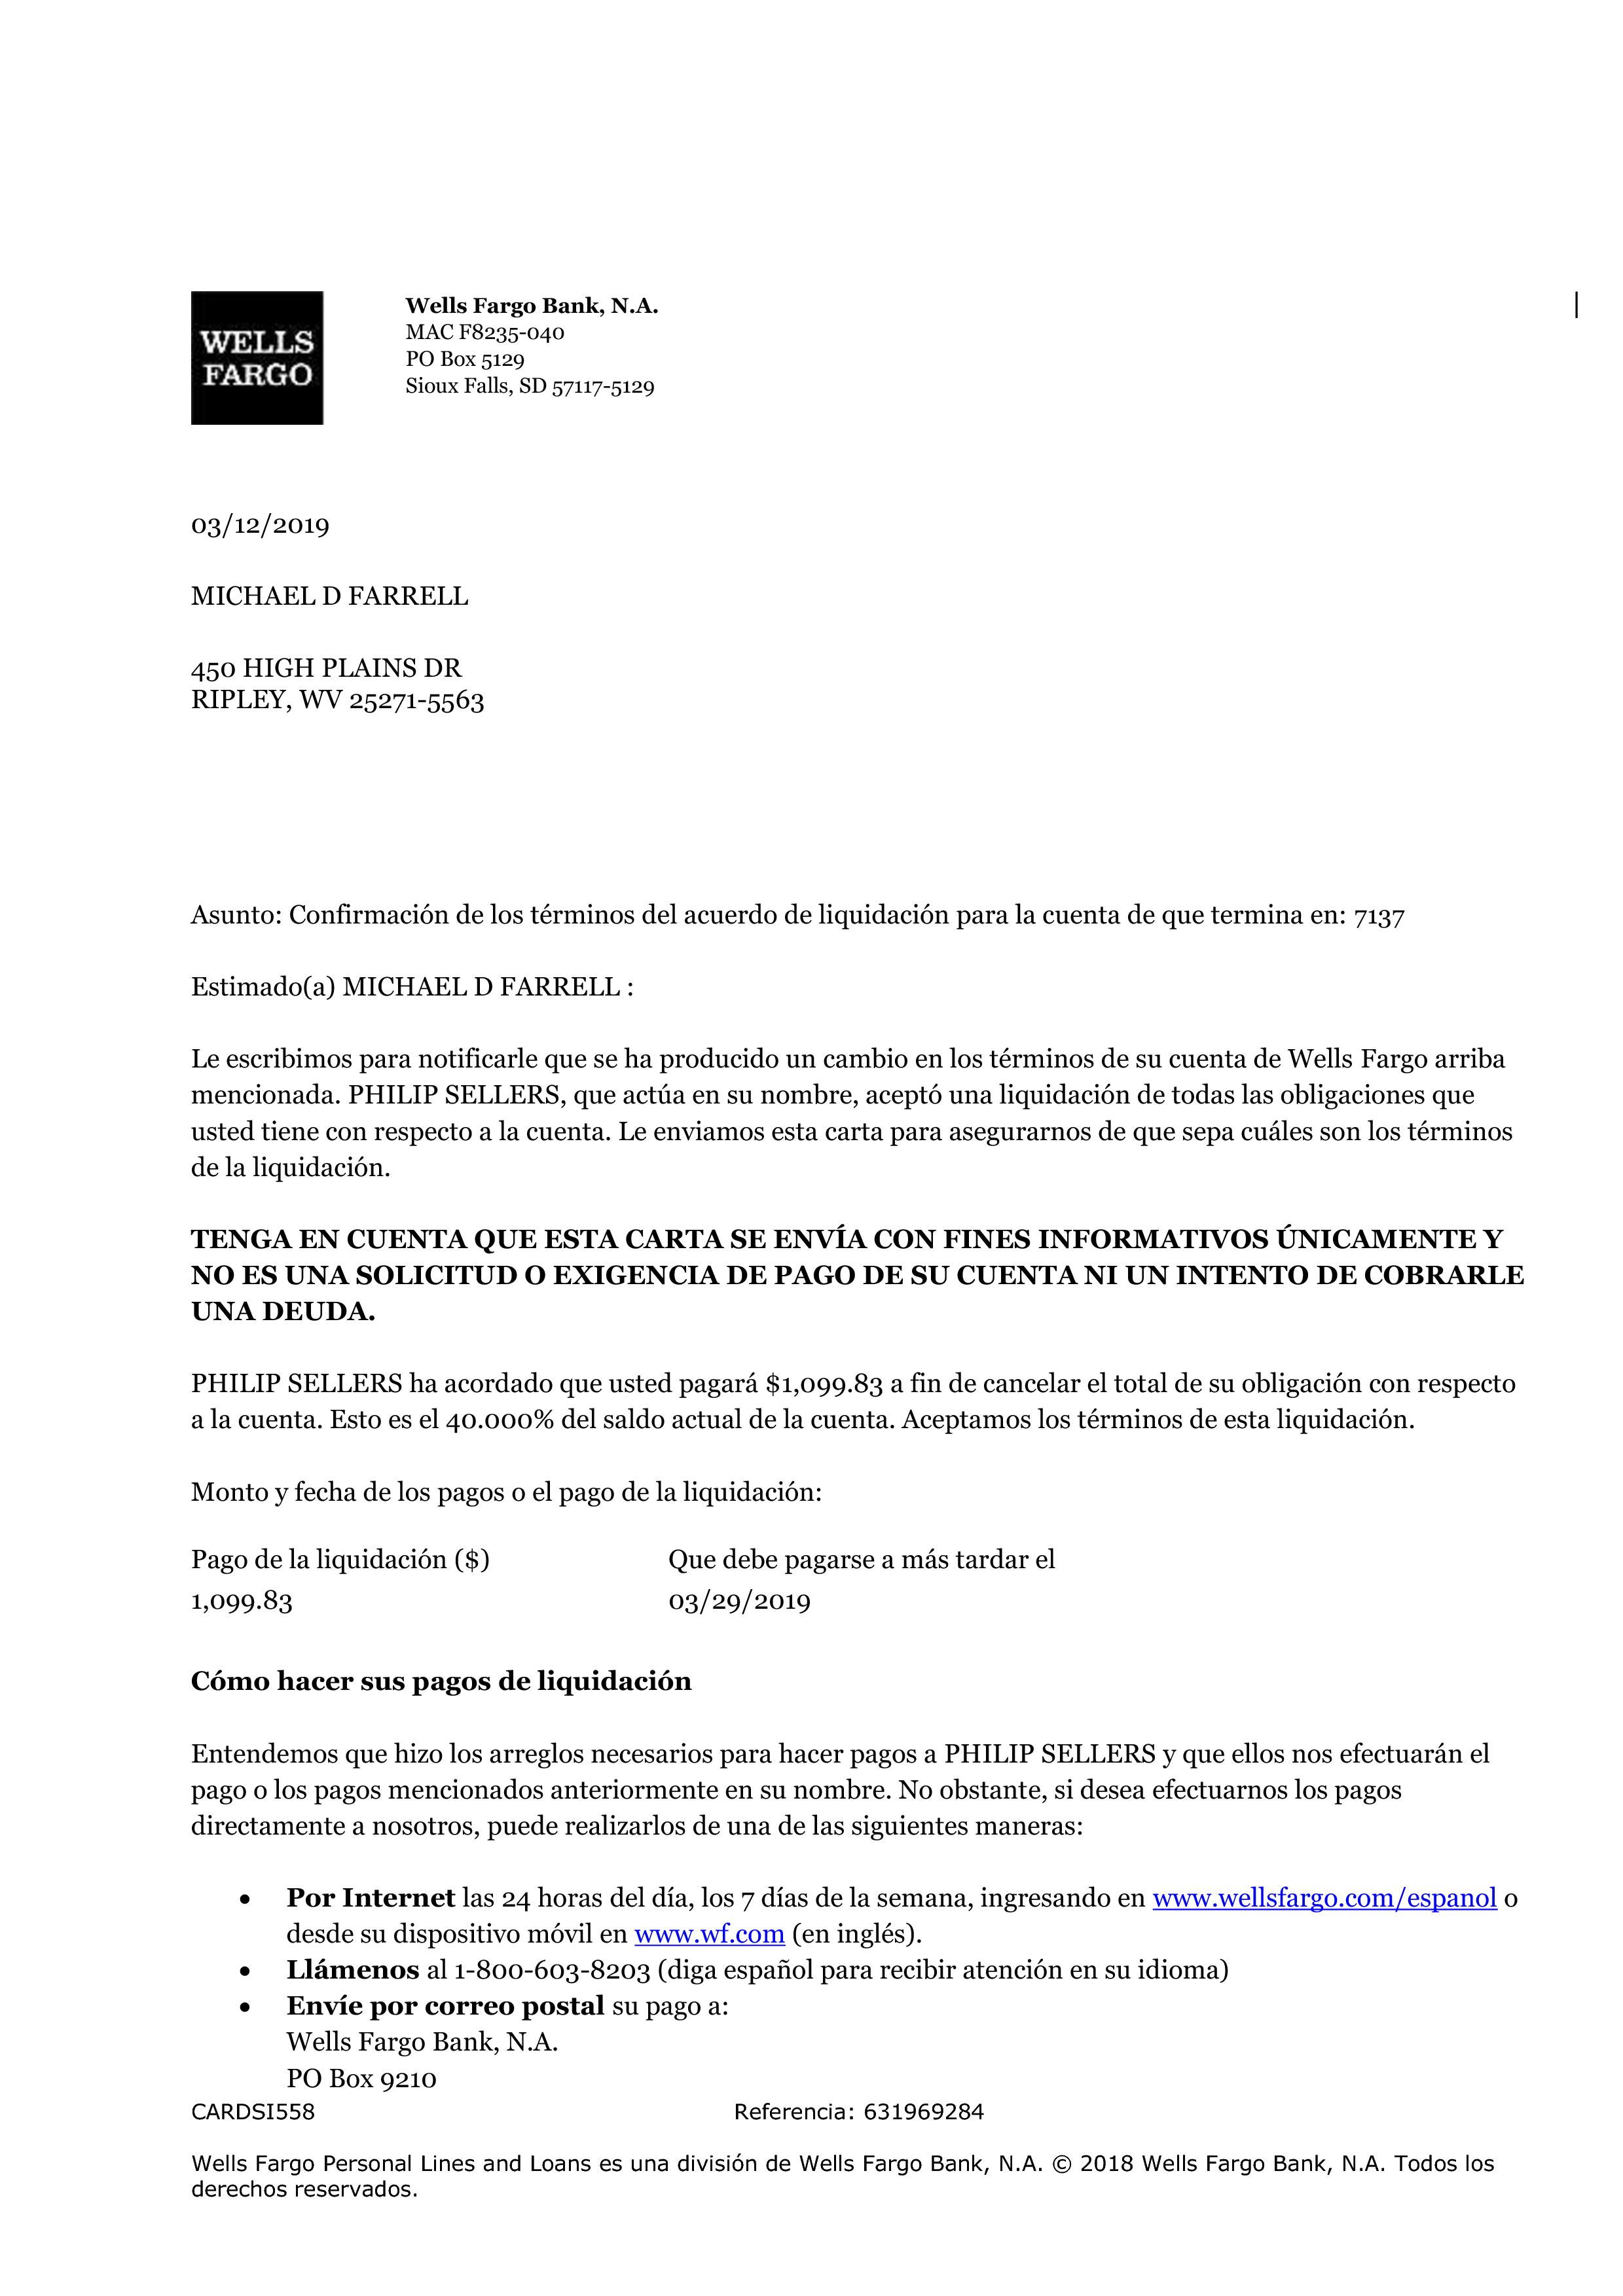 WELLS
FARGO
Wells Fargo Bank, N.A.
MAC F8235-040
PO Box 5129
Sioux Falls, SD 57117-5129
03/12/2019
MICHAEL D FARRELL
450 HIGH PLAINS DR
RIPLEY, WV 25271-5563
Asunto: Confirmación de los términos del acuerdo de liquidación para la cuenta de que termina en: 7137
Estimado(a) MICHAEL D FARRELL :
Le escribimos para notificarle que se ha producido un cambio en los términos de su cuenta de Wells Fargo arriba
mencionada. PHILIP SELLERS, que actúa en su nombre, aceptó una liquidación de todas las obligaciones que
usted tiene con respecto a la cuenta. Le enviamos esta carta para asegurarnos de que sepa cuáles son los términos
de la liquidación.
TENGA EN CUENTA QUE ESTA CARTA SE ENVÍA CON FINES INFORMATIVOS ÚNICAMENTE Y
NO ES UNA SOLICITUD O EXIGENCIA DE PAGO DE SU CUENTA NI UN INTENTO DE COBRARLE
UNA DEUDA.
PHILIP SELLERS ha acordado que usted pagará $1,099.83 a fin de cancelar el total de su obligación con respecto
a la cuenta. Esto es el 40.000% del saldo actual de la cuenta. Aceptamos los términos de esta liquidación.
Monto y fecha de los pagos o el pago de la liquidación:
Pago de la liquidación ($) Que debe pagarse a más tardar el
1,099.83 03/29/2019
Cómo hacer sus pagos de liquidación
Entendemos que hizo los arreglos necesarios para hacer pagos a PHILIP SELLERS y que ellos nos efectuarán el
pago o los pagos mencionados anteriormente en su nombre. No obstante, si desea efectuarnos los pagos
directamente a nosotros, puede realizarlos de una de las siguientes maneras:
• Por Internet las 24 horas del día, los 7 días de la semana, ingresando en www.wellsfargo.com/espanol o
desde su dispositivo móvil en www.wf.com (en inglés).
• Llámenos al 1-800-603-8203 (diga español para recibir atención en su idioma)
• Envíe por correo postal su pago a:
Wells Fargo Bank, N.A.
PO Box 9210
CARDSI558 Referencia: 631969284
Wells Fargo Personal Lines and Loans es una división de Wells Fargo Bank, N.A. © 2018 Wells Fargo Bank, N.A. Todos los
derechos reservados.